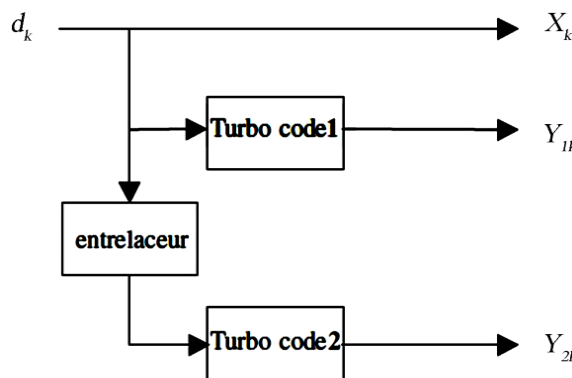 d_k X_k
Turbo code1 Y_1k
entrelaceur
Turbo code2 Y_2k